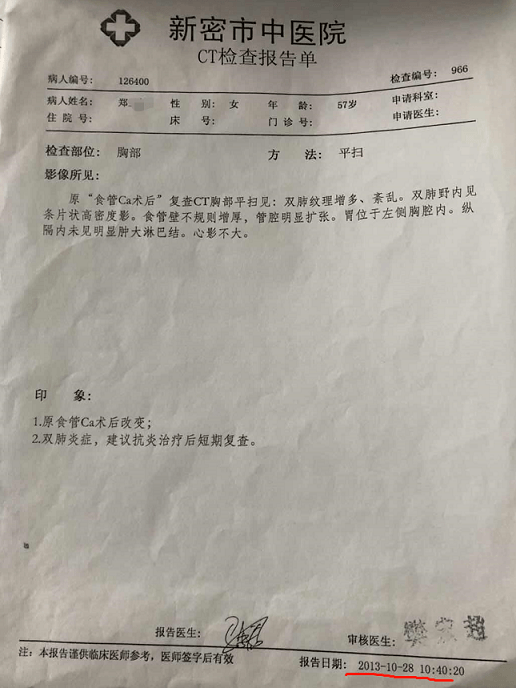 新密市中医院
CT检查报告单
病人编号： 126400 检查编号： 966
病人姓名： 郑 性 别：女 年 龄： 57岁 申请科室：
住 院 号： 床 号： 门 诊 号： 申请医生：
检查部位： 胸部 方 法： 平扫
影像所见：
原“食管Ca术后”复查CT胸部平扫见：双肺纹理增多、紊乱。双肺野内见
条片状高密度影。食管壁不规则增厚，管腔明显扩张。胃位于左侧胸腔内。纵
隔内未见明显肿大淋巴结。心影不大。
印 象：
1.原食管Ca术后改变；
2.双肺炎症，建议抗炎治疗后短期复查。
报告医生： 审核医生：
注：本报告谨供临床医师参考，医师签字后有效 报告日期： 2013-10-28 10:40:20